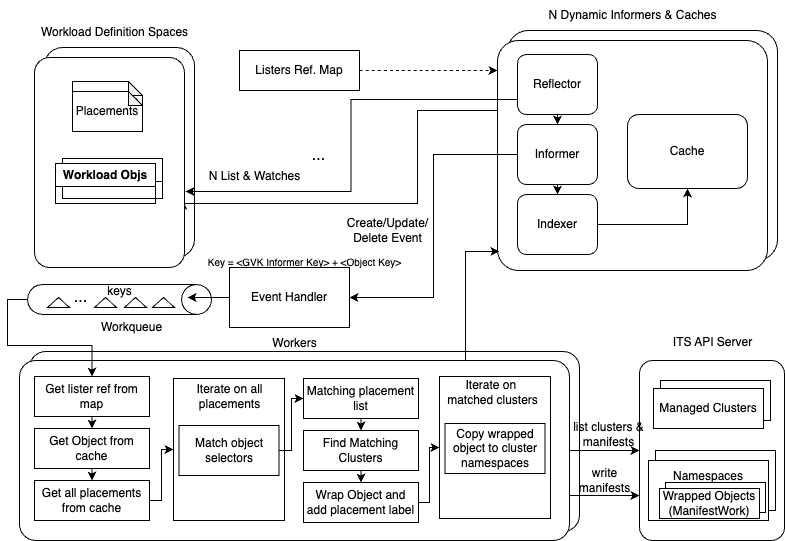 Workload Definition Spaces
N Dynamic Informers & Caches
Listers Ref. Map
Placements
Workload Objs
Reflector
Informer
Indexer
Cache
...
N List & Watches
Create/Update/
Delete Event
Key = <GVK Informer Key> + <Object Key>
Event Handler
keys
...
Workqueue
Workers
ITS API Server
Get lister ref from
map
Get Object from
cache
Get all placements
from cache
Iterate on all
placements
Match object
selectors
Matching placement
list
Find Matching
Clusters
Wrap Object and
add placement label
Iterate on
matched clusters
Copy wrapped
object to cluster
namespaces
list clusters &
manifests
write
manifests
Managed Clusters
Namespaces
Wrapped Objects
(ManifestWork)